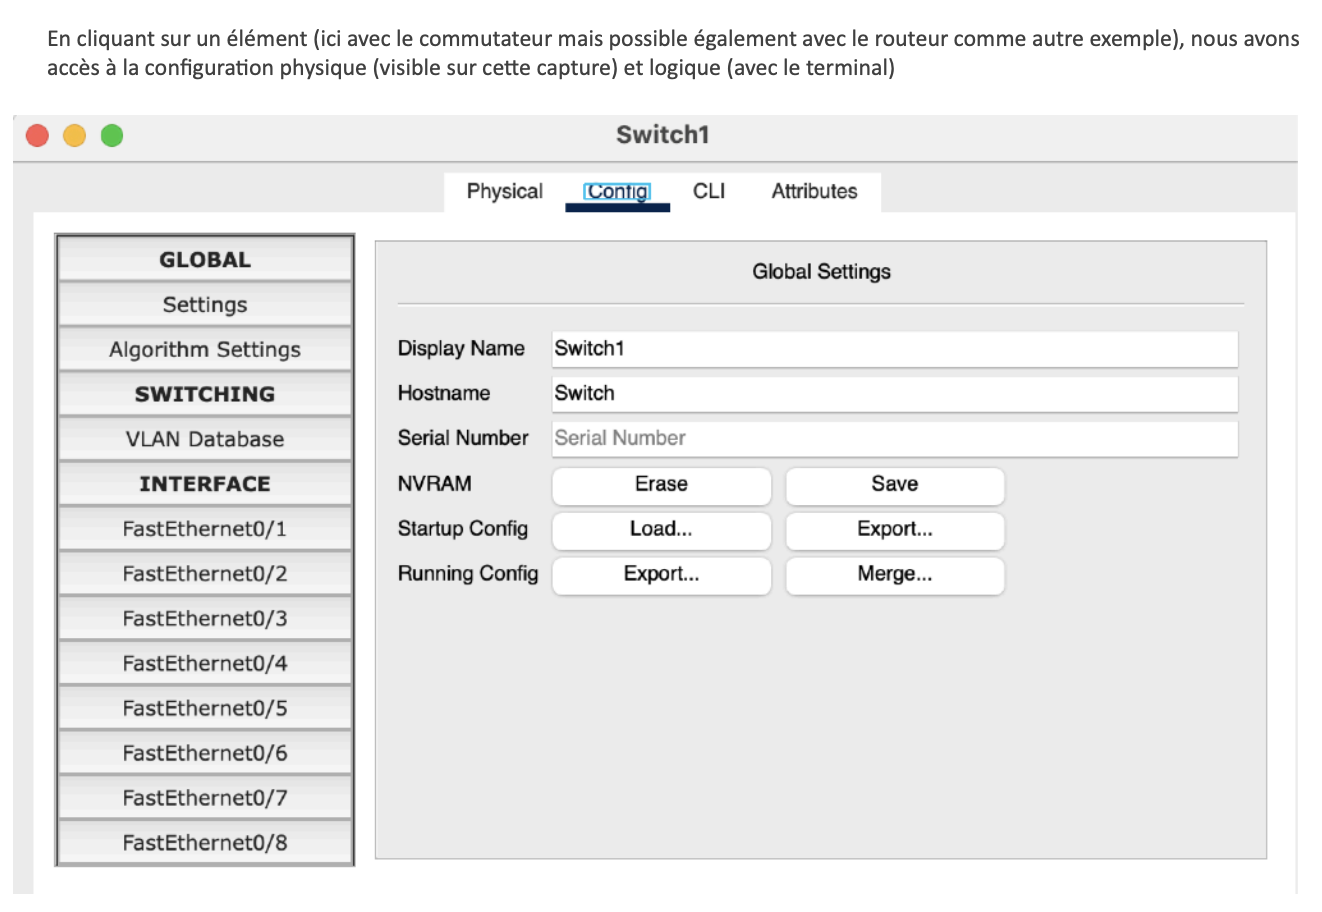 En cliquant sur un élément (ici avec le commutateur mais possible également avec le routeur comme autre exemple), nous avons
accès à la configuration physique (visible sur cette capture) et logique (avec le terminal)
Switch1
Physical Config CLI Attributes
GLOBAL
Settings
Algorithm Settings
SWITCHING
VLAN Database
INTERFACE
FastEthernet0/1
FastEthernet0/2
FastEthernet0/3
FastEthernet0/4
FastEthernet0/5
FastEthernet0/6
FastEthernet0/7
FastEthernet0/8
Global Settings
Display Name Switch1
Hostname Switch
Serial Number Serial Number
NVRAM Erase Save
Startup Config Load... Export...
Running Config Export... Merge...